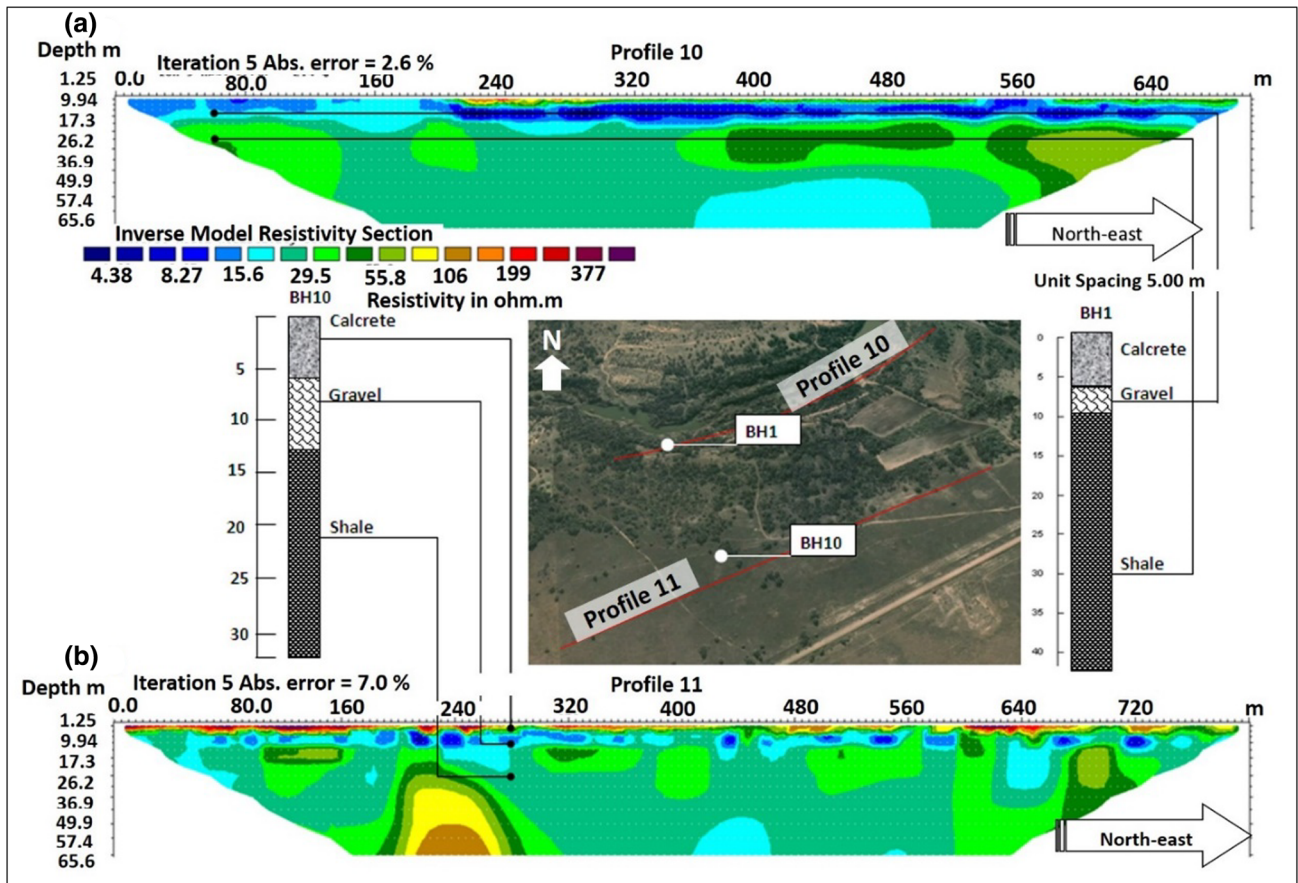 (a)
Depth m
Iteration 5 Abs. error = 2.6 %
Profile 10
1.25 0.0 80.0 160 240 320 400 480 560 640 m
9.94
17.3
26.2
36.9
49.9
57.4
65.6
North-east
Inverse Model Resistivity Section
4.38 8.27 15.6 29.5 55.8 106 199 377
Resistivity in ohm.m
Unit Spacing 5.00 m
BH10
Calcrete
Gravel
Shale
5
10
15
20
25
30
N
Profile 10
BH1
BH10
Profile 11
BH1
Calcrete
Gravel
Shale
0
5
10
15
20
25
30
35
40
(b)
Depth m
Iteration 5 Abs. error = 7.0 %
Profile 11
1.25 0.0 80.0 160 240 320 400 480 560 640 720 m
9.94
17.3
26.2
36.9
49.9
57.4
65.6
North-east